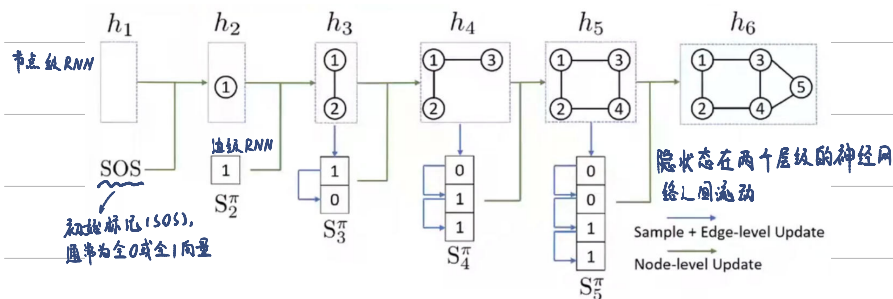 h₁ h₂ h₃ h₄ h₅ h₆
节点级RNN
1
1
2
1 3
2
1 3
2 4
1 3
2 4
5
边级RNN
SOS
1
S₂^π
1
0
S₃^π
0
1
1
S₄^π
0
0
1
1
S₅^π
初始标记(SOS),
通常为全0或全1向量
隐状态在两个层级的神经网
络之间流动
Sample + Edge-level Update
Node-level Update